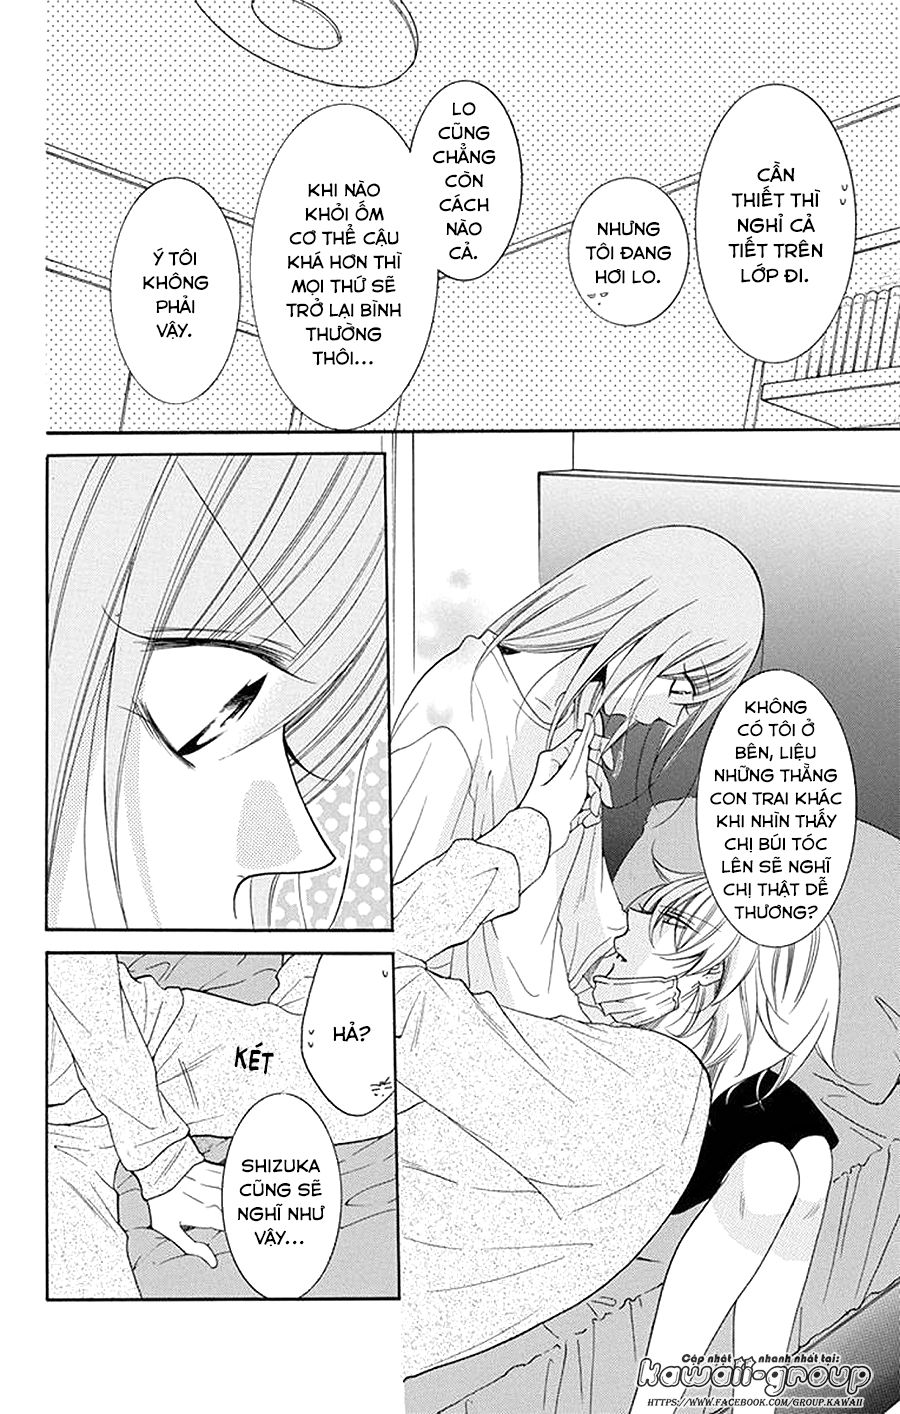 CẦN
THIẾT THÌ
NGHỈ CẢ
TIẾT TRÊN
LỚP ĐI.
NHƯNG
TÔI ĐANG
HƠI LO.
LO
CŨNG
CHẲNG
CÒN
CÁCH
NÀO
CẢ.
KHI NÀO
KHỎI ỐM
CƠ THỂ CẬU
KHÁ HƠN THÌ
MỌI THỨ SẼ
TRỞ LẠI BÌNH
THƯỜNG
THÔI...
Ý TÔI
KHÔNG
PHẢI
VẬY.
KHÔNG
CÓ TÔI Ở
BÊN, LIỆU
NHỮNG THẰNG
CON TRAI KHÁC
KHI NHÌN THẤY
CHỊ BÚI TÓC
LÊN SẼ NGHĨ
CHỊ THẬT DỄ
THƯƠNG?
HẢ?
KÉT
SHIZUKA
CŨNG SẼ
NGHĨ NHƯ
VẬY...
Cập nhật nhanh nhất tại:
kawaii-group
HTTPS://WWW.FACEBOOK.COM/GROUP.KAWAII